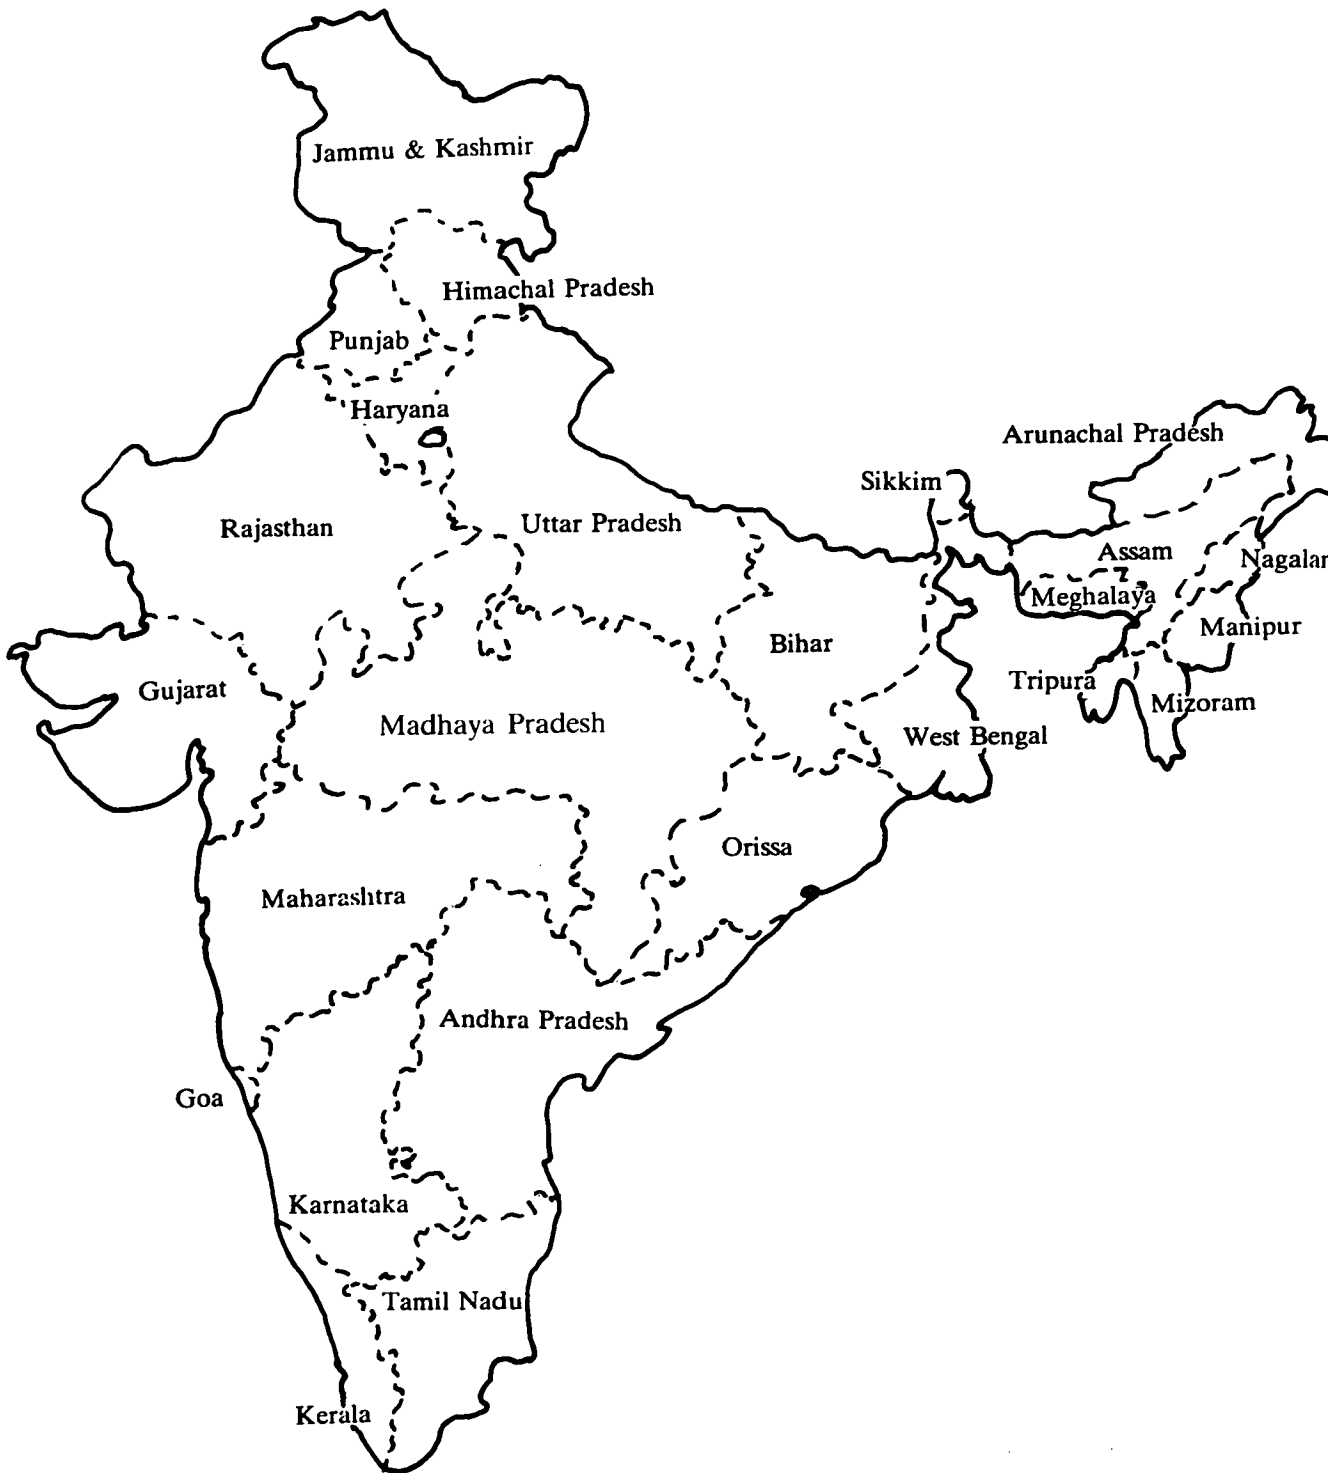 Jammu & Kashmir
Himachal Pradesh
Punjab
Haryana
Arunachal Pradesh
Sikkim
Rajasthan
Uttar Pradesh
Assam
Nagalan
Meghalaya
Manipur
Bihar
Tripura
Gujarat
Mizoram
Madhaya Pradesh
West Bengal
Orissa
Maharashtra
Andhra Pradesh
Goa
Karnataka
Tamil Nadu
Kerala